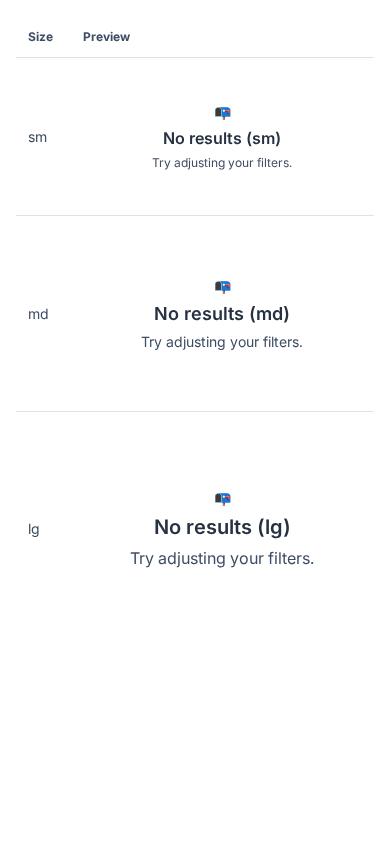 Size Preview
sm
No results (sm)
Try adjusting your filters.
md
No results (md)
Try adjusting your filters.
lg
No results (lg)
Try adjusting your filters.